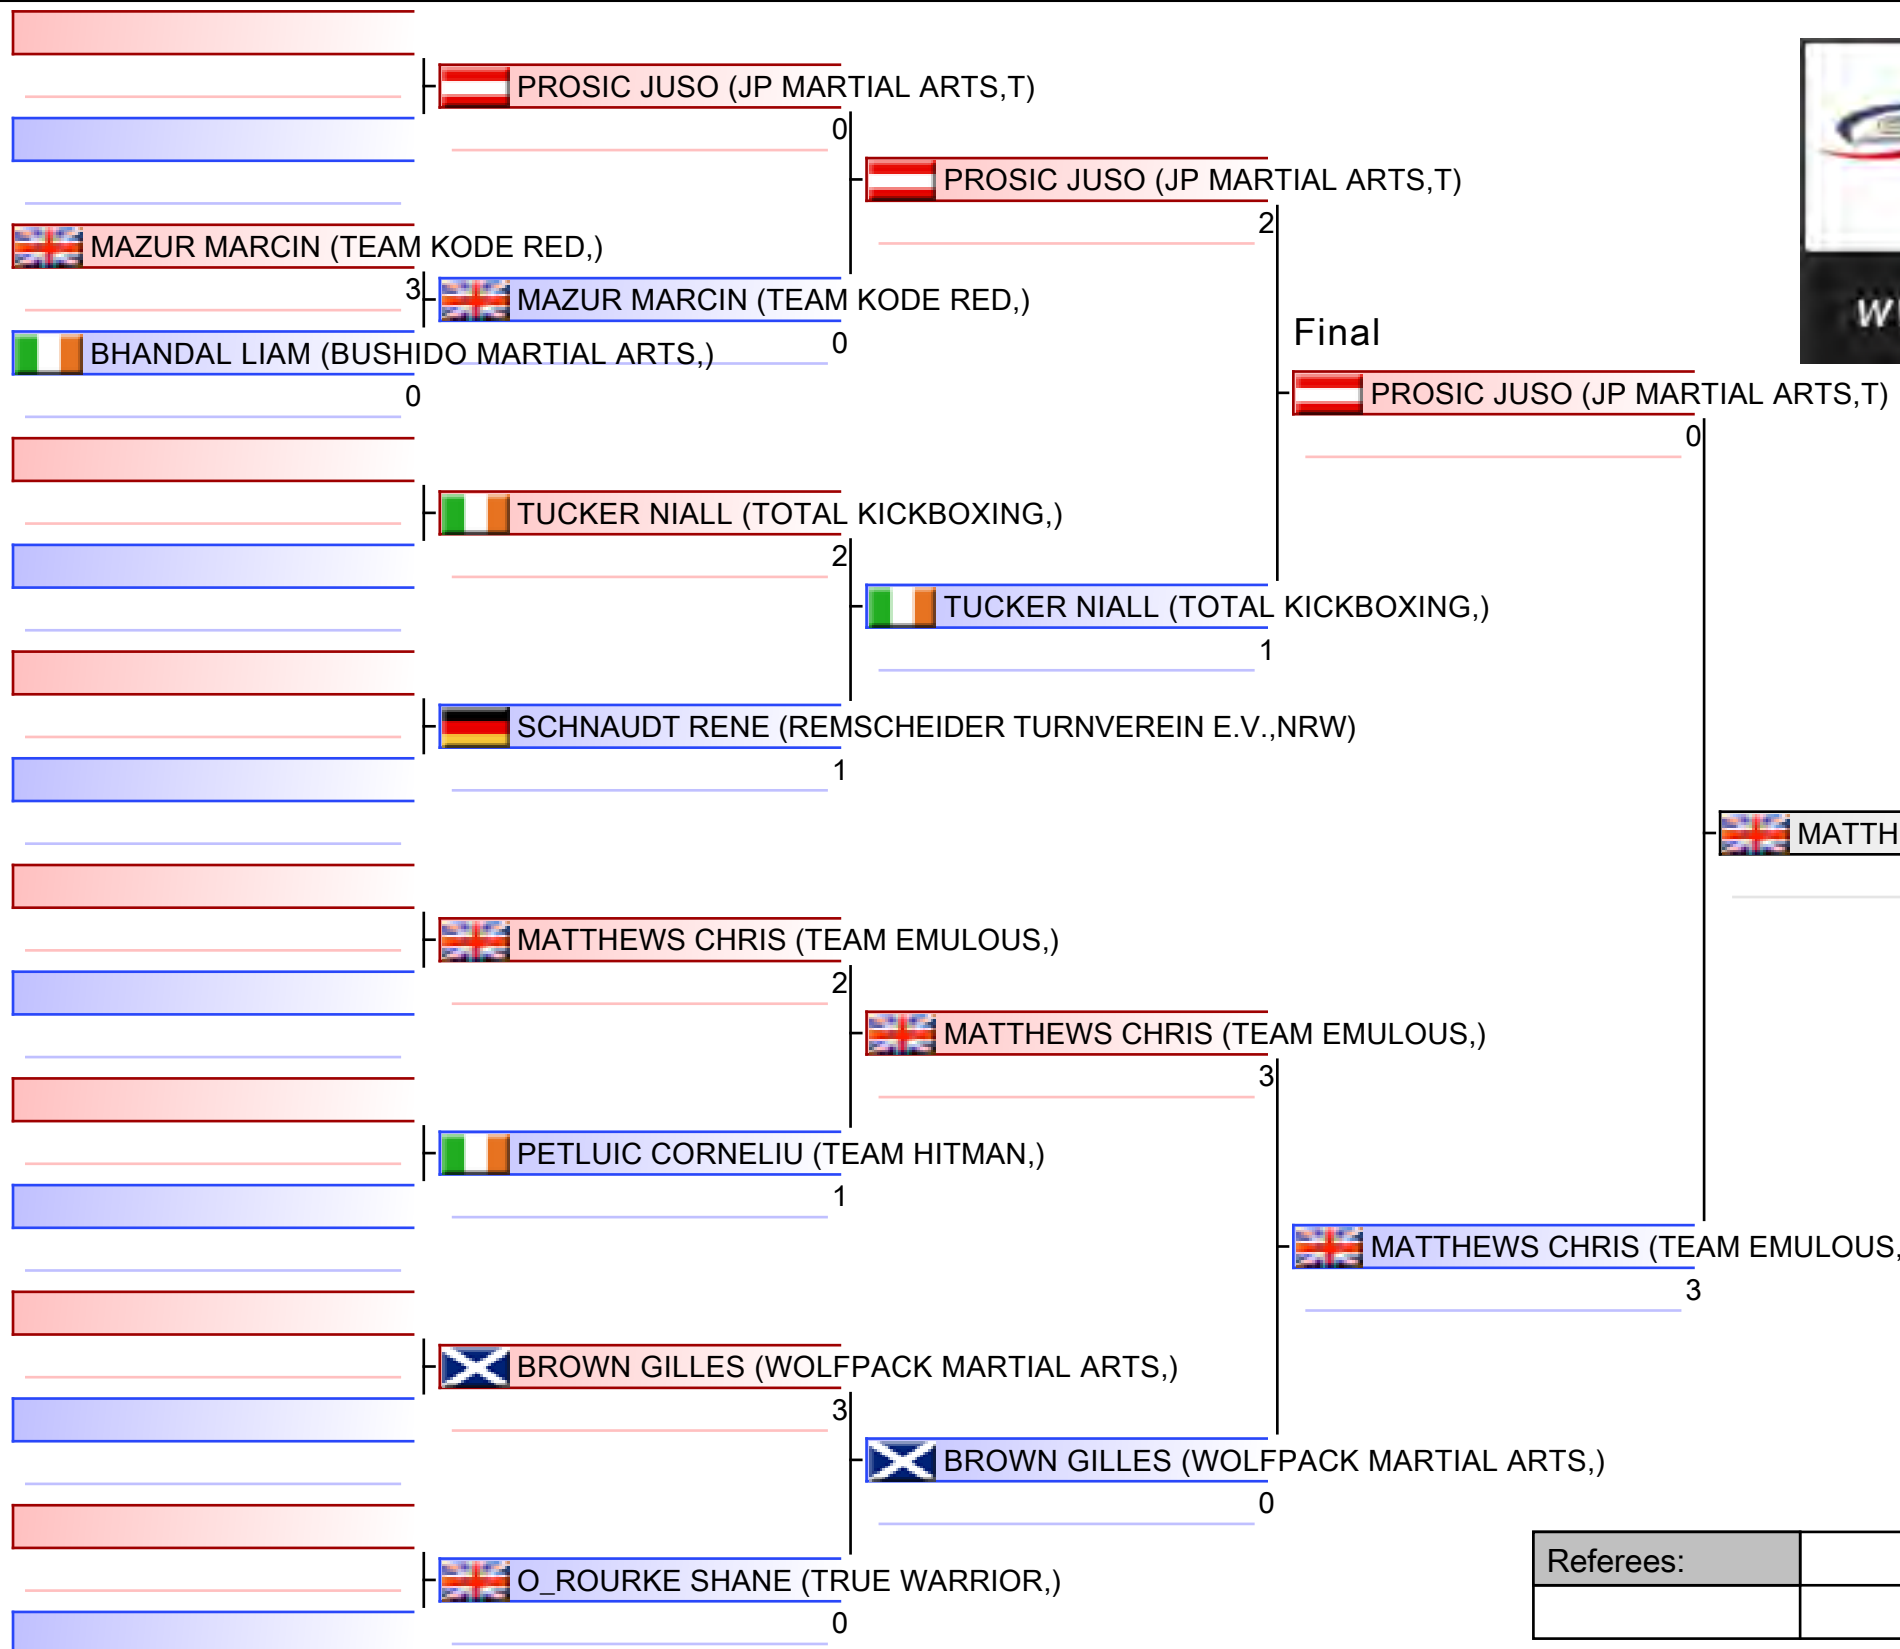 PROSIC JUSO (JP MARTIAL ARTS,T)
0
PROSIC JUSO (JP MARTIAL ARTS,T)
2
MAZUR MARCIN (TEAM KODE RED,)
3
MAZUR MARCIN (TEAM KODE RED,)
0
BHANDAL LIAM (BUSHIDO MARTIAL ARTS,)
0
Final
PROSIC JUSO (JP MARTIAL ARTS,T)
0
TUCKER NIALL (TOTAL KICKBOXING,)
2
TUCKER NIALL (TOTAL KICKBOXING,)
1
SCHNAUDT RENE (REMSCHEIDER TURNVEREIN E.V.,NRW)
1
MATTH
MATTHEWS CHRIS (TEAM EMULOUS,)
2
MATTHEWS CHRIS (TEAM EMULOUS,)
3
PETLUIC CORNELIU (TEAM HITMAN,)
1
MATTHEWS CHRIS (TEAM EMULOUS,
3
BROWN GILLES (WOLFPACK MARTIAL ARTS,)
3
BROWN GILLES (WOLFPACK MARTIAL ARTS,)
0
O_ROURKE SHANE (TRUE WARRIOR,)
0
Referees: